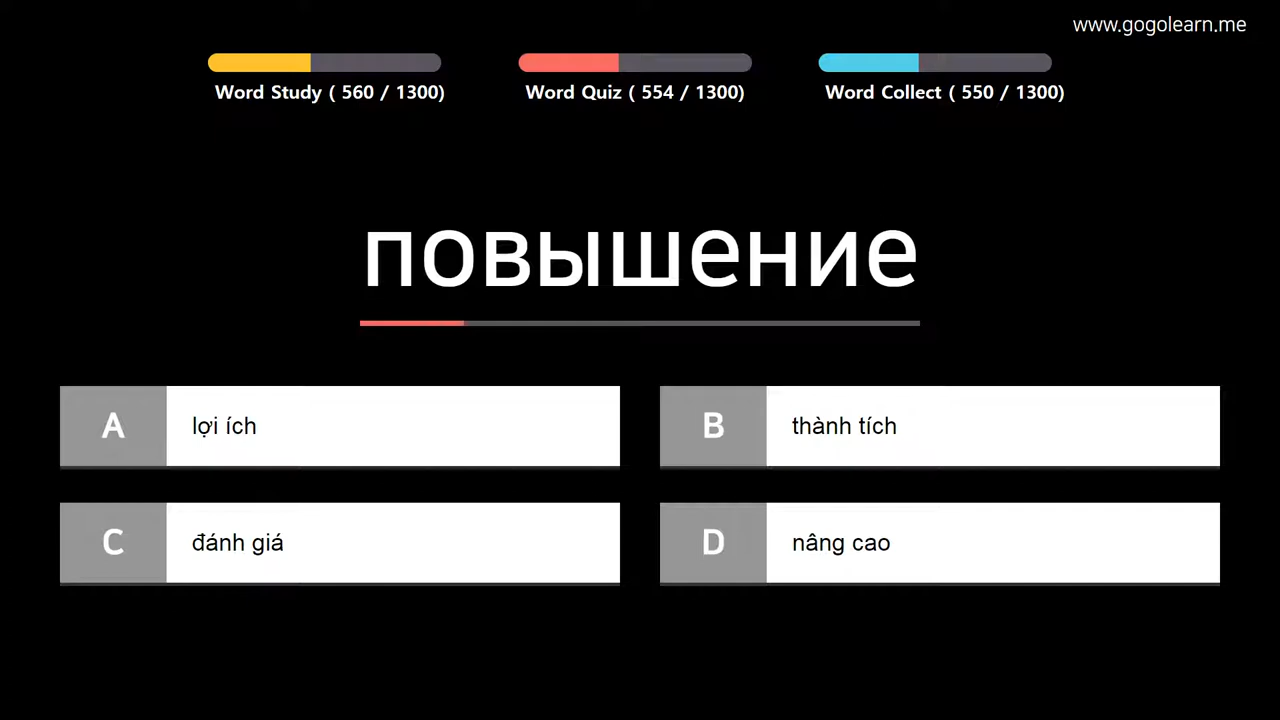 www.gogolearn.me
Word Study ( 560 / 1300)
Word Quiz ( 554 / 1300)
Word Collect ( 550 / 1300)
повышение
A lợi ích
B thành tích
C đánh giá
D nâng cao